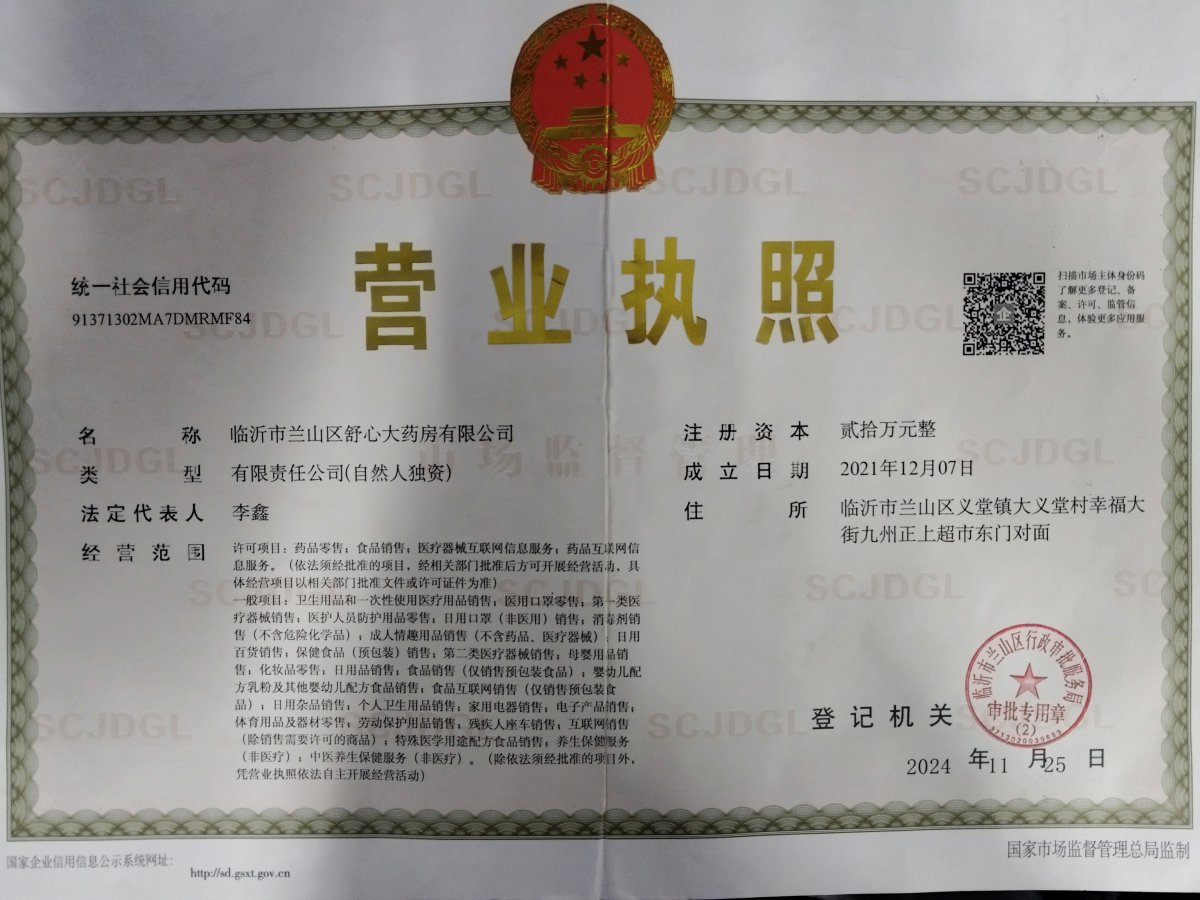 营业执照
统一社会信用代码
91371302MA7DMRMF84
扫描市场主体身份码
了解更多登记、备
案、许可、监管信
息，体验更多应用服
务。
名称 临沂市兰山区舒心大药房有限公司
类型 有限责任公司(自然人独资)
法定代表人 李鑫
经营范围 许可项目：药品零售；食品销售；医疗器械互联网信息服务；药品互联网信
息服务。（依法须经批准的项目，经相关部门批准后方可开展经营活动，具
体经营项目以相关部门批准文件或许可证件为准）
一般项目：卫生用品和一次性使用医疗用品销售；医用口罩零售；第一类医
疗器械销售；医护人员防护用品零售；日用口罩（非医用）销售；消毒剂销
售（不含危险化学品）；成人情趣用品销售（不含药品、医疗器械）；日用
百货销售；保健食品（预包装）销售；第二类医疗器械销售；母婴用品销
售；化妆品零售；日用品销售；食品销售（仅销售预包装食品）；婴幼儿配
方乳粉及其他婴幼儿配方食品销售；食品互联网销售（仅销售预包装食
品）；日用杂品销售；个人卫生用品销售；家用电器销售；电子产品销售；
体育用品及器材零售；劳动保护用品销售；残疾人座车销售；互联网销售
（除销售需要许可的商品）；特殊医学用途配方食品销售；养生保健服务
（非医疗）；中医养生保健服务（非医疗）。（除依法须经批准的项目外，
凭营业执照依法自主开展经营活动）
注册资本 贰拾万元整
成立日期 2021年12月07日
住所 临沂市兰山区义堂镇大义堂村幸福大
街九州正上超市东门对面
登记机关
临沂市兰山区行政审批服务局
审批专用章
(2)
3713020039589
2024 年 11 月 25 日
国家企业信用信息公示系统网址：
http://sd.gsxt.gov.cn
国家市场监督管理总局监制
SCJDGL
市场监督管理